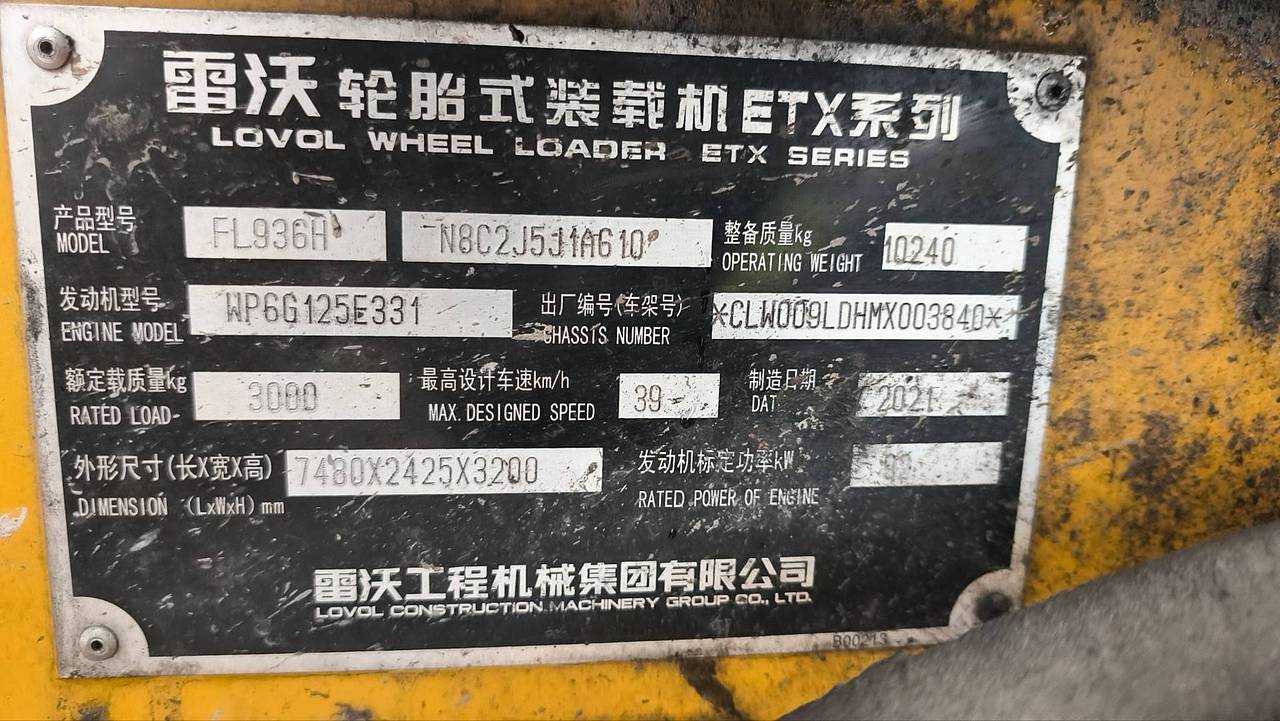 雷沃轮胎式装载机ETX系列
LOVOL WHEEL LOADER ETX SERIES
产品型号 FL936H N8C2J5J1A610 整备质量kg 10240
MODEL OPERATING WEIGHT
发动机型号 WP6G125E331 出厂编号(车架号) *CLW009LDHMX003840*
ENGINE MODEL CHASSIS NUMBER
额定载质量kg 3000 最高设计车速km/h 39 制造日期 2021
RATED LOAD MAX.DESIGNED SPEED DAT
外形尺寸(长X宽X高) 7480X2425X3200 发动机标定功率kW 92
DIMENSION (LxWxH)mm RATED POWER OF ENGINE
雷沃工程机械集团有限公司
LOVOL CONSTRUCTION MACHINERY GROUP CO., LTD.
B00213